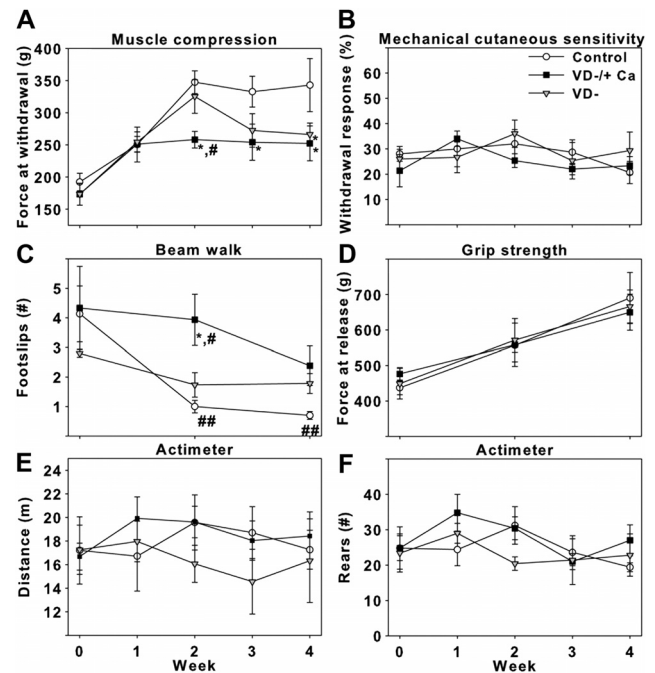 A
Muscle compression
Force at withdrawal (g)
400
350
300
250
200
150
*,#
*
*
*
B
Mechanical cutaneous sensitivity
Withdrawal response (%)
60
50
40
30
20
10
0
Control
VD-/+ Ca
VD-
C
Beam walk
Footslips (#)
5
4
3
2
1
*,#
##
##
D
Grip strength
Force at release (g)
700
600
500
400
E
Actimeter
Distance (m)
24
22
20
18
16
14
12
0 1 2 3 4
Week
F
Actimeter
Rears (#)
40
30
20
10
0
0 1 2 3 4
Week